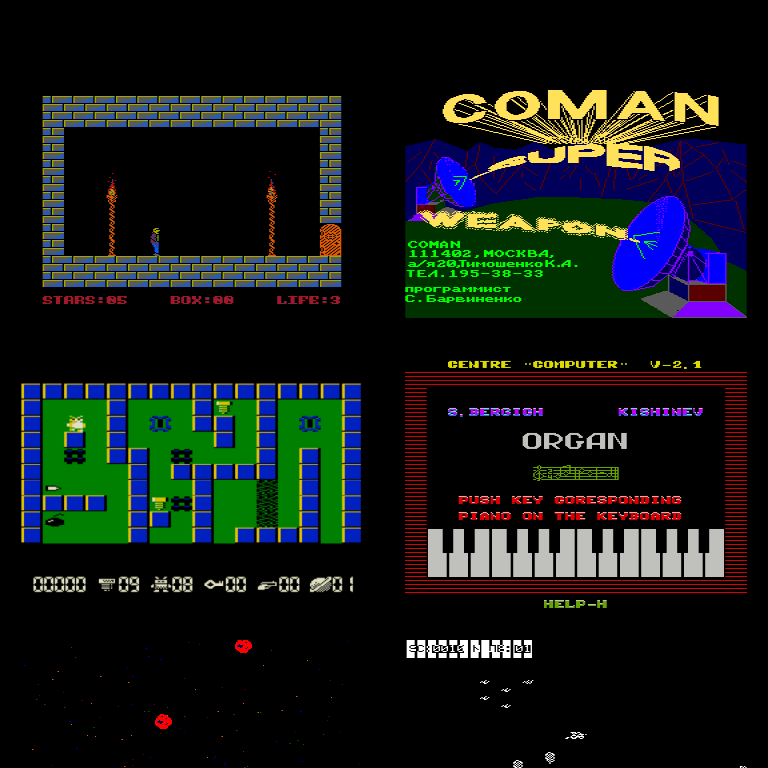 STARS:05 BOX:00 LIFE:3
COMAN
SUPER
WEAPON
COMAN
111402,МОСКВА,
а/я20,ТимошенкоК.А.
ТЕЛ.195-38-33
программист
С.Барвиненко
00000 09 08 00 00 01
CENTRE "COMPUTER" V-2.1
S.BERGIGH KISHINEV
ORGAN
PUSH KEY GORESPONDING
PIANO ON THE KEYBOARD
HELP-H